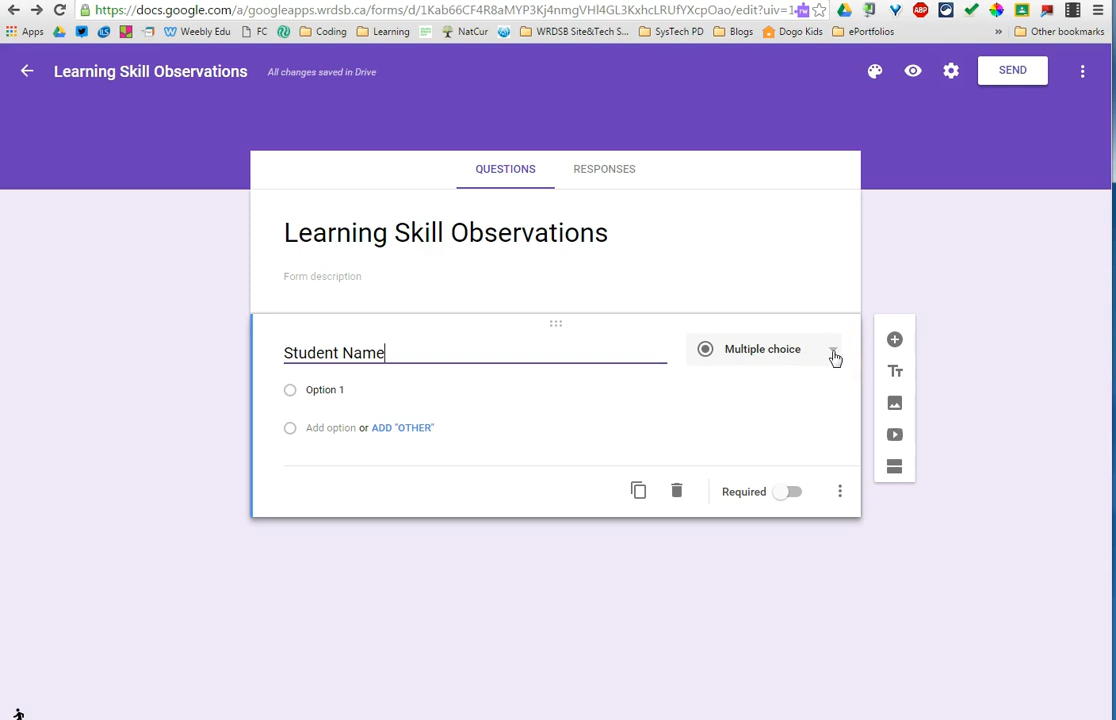 https://docs.google.com/a/googleapps.wrdsb.ca/forms/d/1Kab66CF4R8aMYP3Kj4nmgVHl4GL3KxhcLRUfYXcpOao/edit?uiv=1
Apps Weebly Edu FC Coding Learning NatCur WRDSB Site&Tech S... SysTech PD Blogs Dogo Kids ePortfolios » Other bookmarks
Learning Skill Observations All changes saved in Drive SEND
QUESTIONS RESPONSES
Learning Skill Observations
Form description
Student Name Multiple choice
Option 1
Add option or ADD "OTHER"
Required